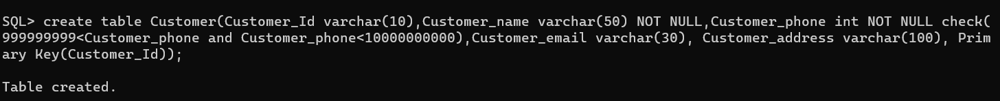 SQL> create table Customer(Customer_Id varchar(10),Customer_name varchar(50) NOT NULL,Customer_phone int NOT NULL check(
999999999<Customer_phone and Customer_phone<10000000000),Customer_email varchar(30), Customer_address varchar(100), Prim
ary Key(Customer_Id));
Table created.